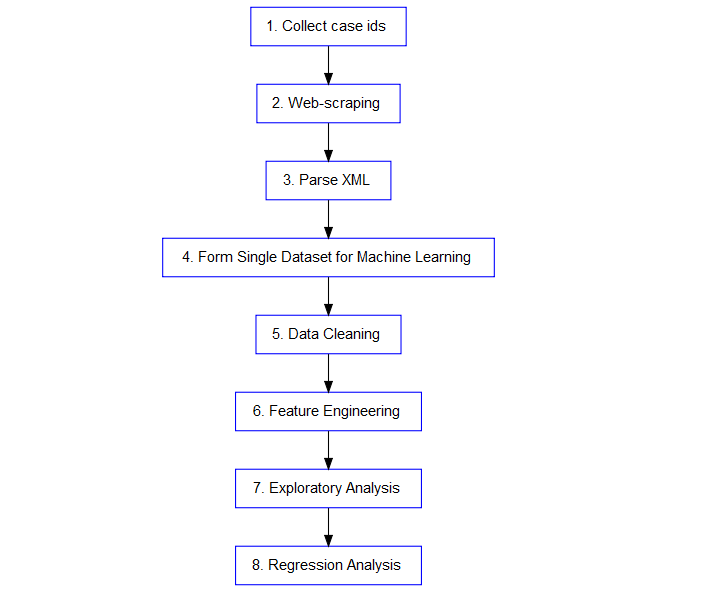 1. Collect case ids
2. Web-scraping
3. Parse XML
4. Form Single Dataset for Machine Learning
5. Data Cleaning
6. Feature Engineering
7. Exploratory Analysis
8. Regression Analysis